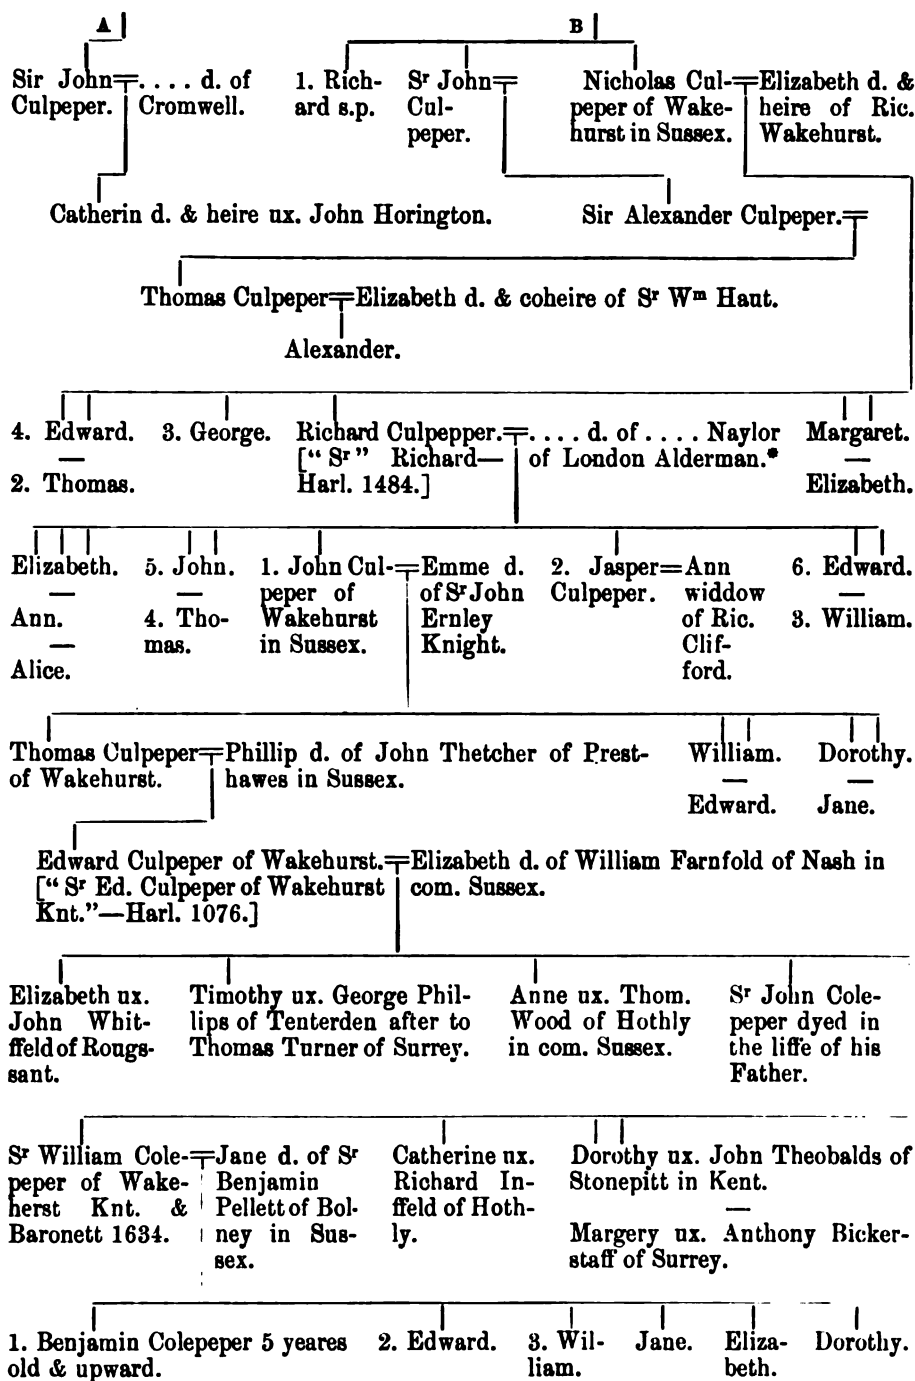 A B
Sir John=.... d. of 1. Rich- Sr John= Nicholas Cul-=Elizabeth d. &
Culpeper. Cromwell. ard s.p. Cul- peper of Wake- heire of Ric.
peper. hurst in Sussex. Wakehurst.
Catherin d. & heire ux. John Horington. Sir Alexander Culpeper.=
Thomas Culpeper=Elizabeth d. & coheire of Sr Wm Haut.
Alexander.
4. Edward. 3. George. Richard Culpepper.=.... d. of .... Naylor Margaret.
— [“Sr” Richard— of London Alderman.* —
2. Thomas. Harl. 1484.] Elizabeth.
Elizabeth. 5. John. 1. John Cul-=Emme d. 2. Jasper=Ann 6. Edward.
— — peper of of Sr John Culpeper. widdow —
Ann. 4. Tho- Wakehurst Ernley of Ric. 3. William.
— mas. in Sussex. Knight. Clif-
Alice. ford.
Thomas Culpeper=Phillip d. of John Thetcher of Prest- William. Dorothy.
of Wakehurst. hawes in Sussex. — —
Edward. Jane.
Edward Culpeper of Wakehurst.=Elizabeth d. of William Farnfold of Nash in
[“Sr Ed. Culpeper of Wakehurst com. Sussex.
Knt.”—Harl. 1076.]
Elizabeth ux. Timothy ux. George Phil- Anne ux. Thom. Sr John Cole-
John Whit- lips of Tenterden after to Wood of Hothly peper dyed in
ffeld of Rougs- Thomas Turner of Surrey. in com. Sussex. the liffe of his
sant. Father.
Sr William Cole-=Jane d. of Sr Catherine ux. Dorothy ux. John Theobalds of
peper of Wake- Benjamin Richard In- Stonepitt in Kent.
herst Knt. & Pellett of Bol- ffeld of Hoth- —
Baronett 1634. ney in Sus- ly. Margery ux. Anthony Bicker-
sex. staff of Surrey.
1. Benjamin Colepeper 5 yeares 2. Edward. 3. Wil- Jane. Eliza- Dorothy.
old & upward. liam. beth.